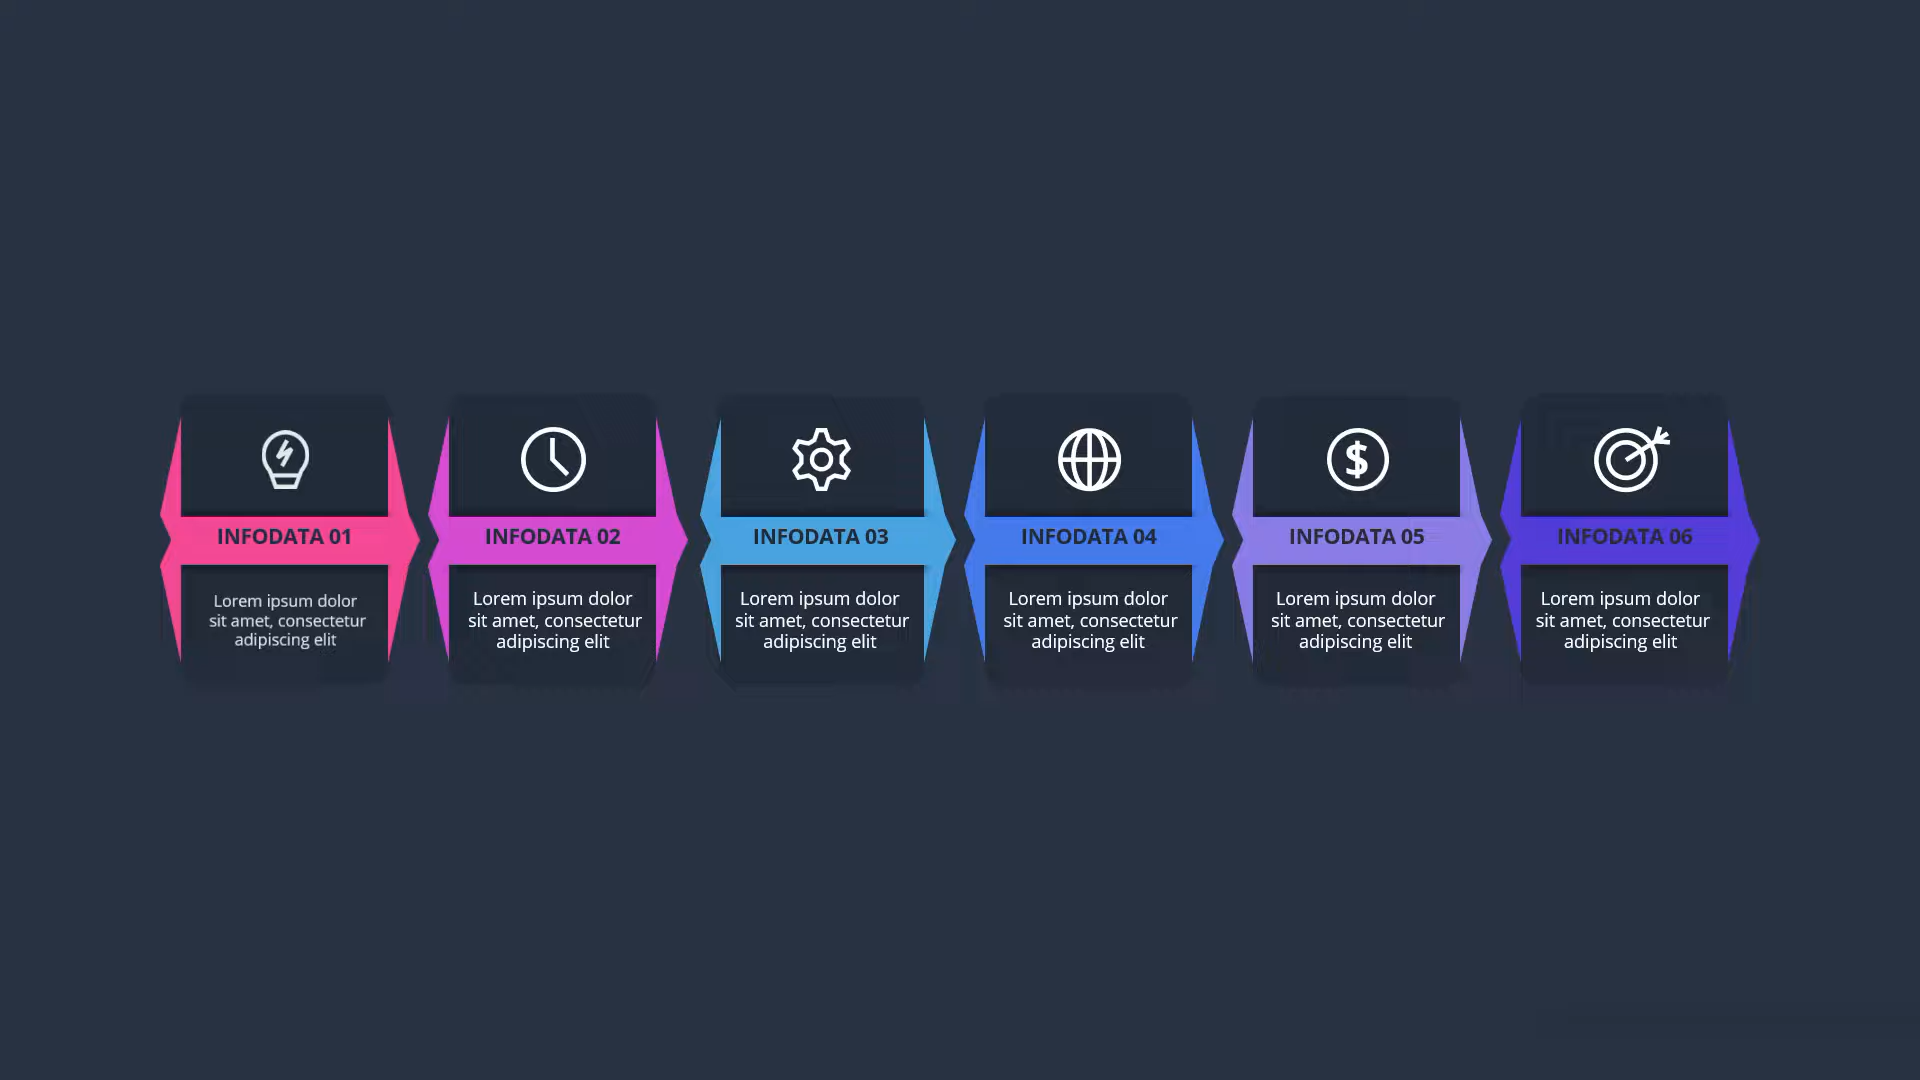 INFODATA 01
Lorem ipsum dolor
sit amet, consectetur
adipiscing elit
INFODATA 02
Lorem ipsum dolor
sit amet, consectetur
adipiscing elit
INFODATA 03
Lorem ipsum dolor
sit amet, consectetur
adipiscing elit
INFODATA 04
Lorem ipsum dolor
sit amet, consectetur
adipiscing elit
$
INFODATA 05
Lorem ipsum dolor
sit amet, consectetur
adipiscing elit
INFODATA 06
Lorem ipsum dolor
sit amet, consectetur
adipiscing elit